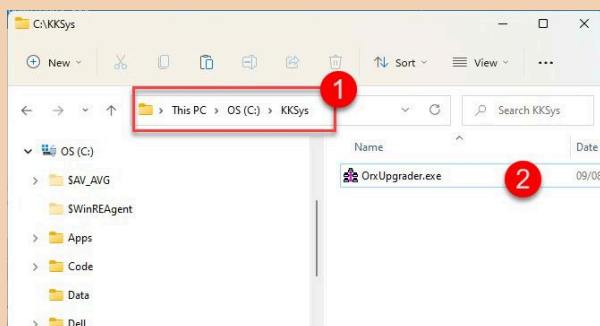 C:\KKSys
New Sort View ...
1
This PC > OS (C:) > KKSys Search KKSys
OS (C:)
$AV_AVG
$WinREAgent
Apps
Code
Data
Dell
Name Date
OrxUpgrader.exe 2 09/08